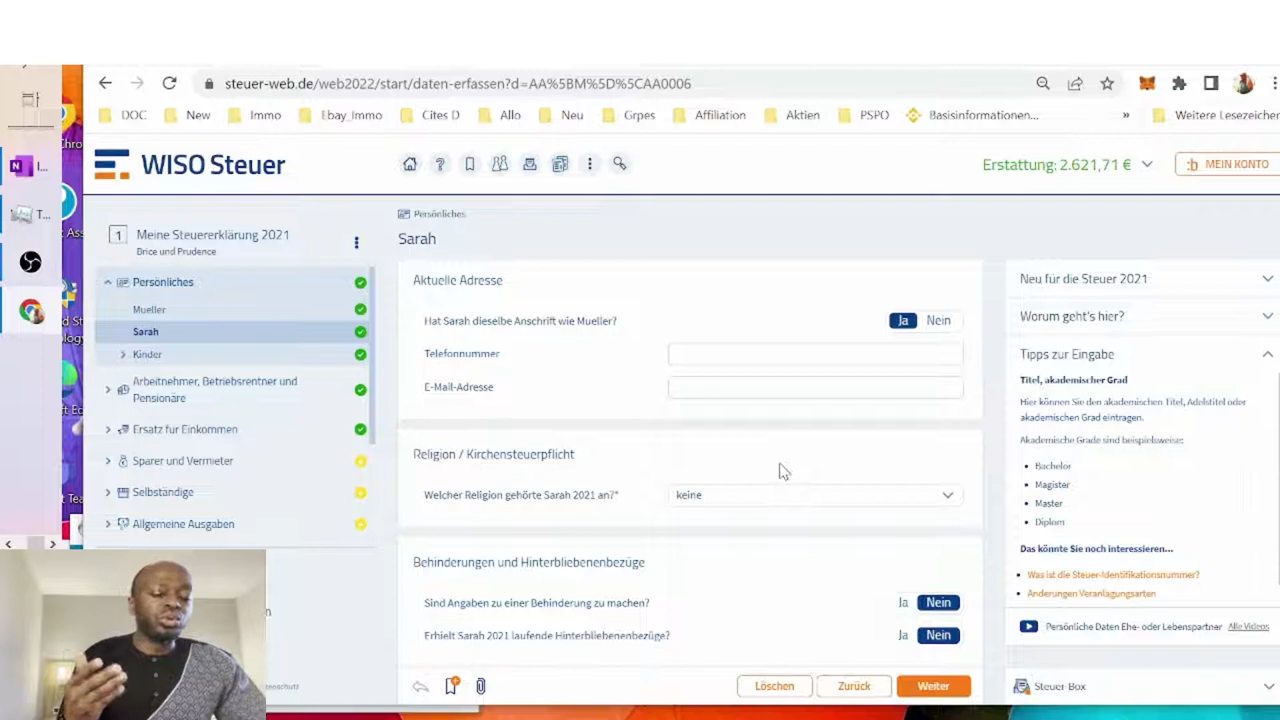 steuer-web.de/web2022/start/daten-erfassen?d=AA%5BM%5D%5CAA0006
DOC New Immo Ebay_Immo Cites D Allo Neu Grpes Affiliation Aktien PSPO Basisinformationen... » Weitere Lesezeichen
WISO Steuer
Erstattung: 2.621,71 €
MEIN KONTO
1 Meine Steuererklärung 2021
Brice und Prudence
Persönliches
Mueller
Sarah
Kinder
Arbeitnehmer, Betriebsrentner und
Pensionäre
Ersatz für Einkommen
Sparer und Vermieter
Selbständige
Allgemeine Ausgaben
Persönliches
Sarah
Aktuelle Adresse
Hat Sarah dieselbe Anschrift wie Mueller? Ja Nein
Telefonnummer
E-Mail-Adresse
Religion / Kirchensteuerpflicht
Welcher Religion gehörte Sarah 2021 an?* keine
Behinderungen und Hinterbliebenenbezüge
Sind Angaben zu einer Behinderung zu machen? Ja Nein
Erhielt Sarah 2021 laufende Hinterbliebenenbezüge? Ja Nein
Löschen Zurück Weiter
Neu für die Steuer 2021
Worum geht's hier?
Tipps zur Eingabe
Titel, akademischer Grad
Hier können Sie den akademischen Titel, Adelstitel oder
akademischen Grad eintragen.
Akademische Grade sind beispielsweise:
Bachelor
Magister
Master
Diplom
Das könnte Sie noch interessieren...
Was ist die Steuer-Identifikationsnummer?
Änderungen Veranlagungsarten
Persönliche Daten Ehe- oder Lebenspartner Alle Videos
Steuer-Box